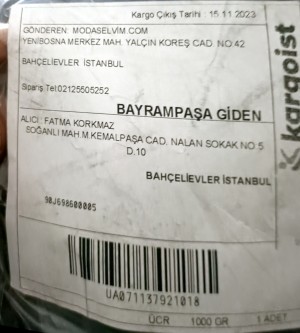 Kargo Çıkış Tarihi : 15 11 2023
GÖNDEREN: MODASELVİM.COM
YENİBOSNA MERKEZ MAH. YALÇIN KOREŞ CAD. NO:42
BAHÇELİEVLER İSTANBUL
Sipariş Tel:02125505252
BAYRAMPAŞA GİDEN
ALICI : FATMA KORKMAZ
SOĞANLI MAH.M.KEMALPAŞA CAD. NALAN SOKAK NO 5
D.10
BAHÇELİEVLER İSTANBUL
90J698600005
UA071137921018
ÜCR 1000 GR 1 ADET
kargoist